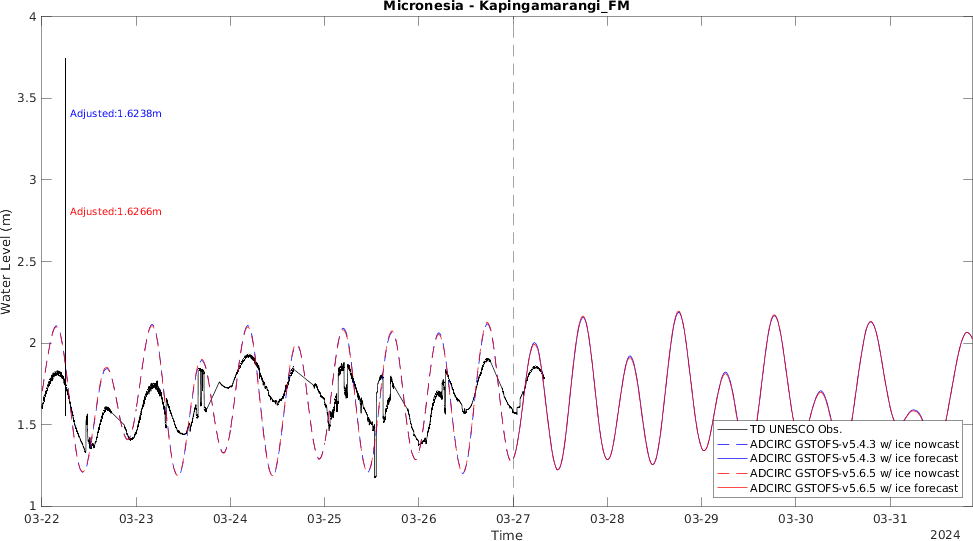 Micronesia - Kapingamarangi_FM
4
3.5
3
2.5
2
1.5
1
Water Level (m)
Adjusted:1.6238m
Adjusted:1.6266m
TD UNESCO Obs.
ADCIRC GSTOFS-v5.4.3 w/ ice nowcast
ADCIRC GSTOFS-v5.4.3 w/ ice forecast
ADCIRC GSTOFS-v5.6.5 w/ ice nowcast
ADCIRC GSTOFS-v5.6.5 w/ ice forecast
03-22 03-23 03-24 03-25 03-26 03-27 03-28 03-29 03-30 03-31
Time
2024